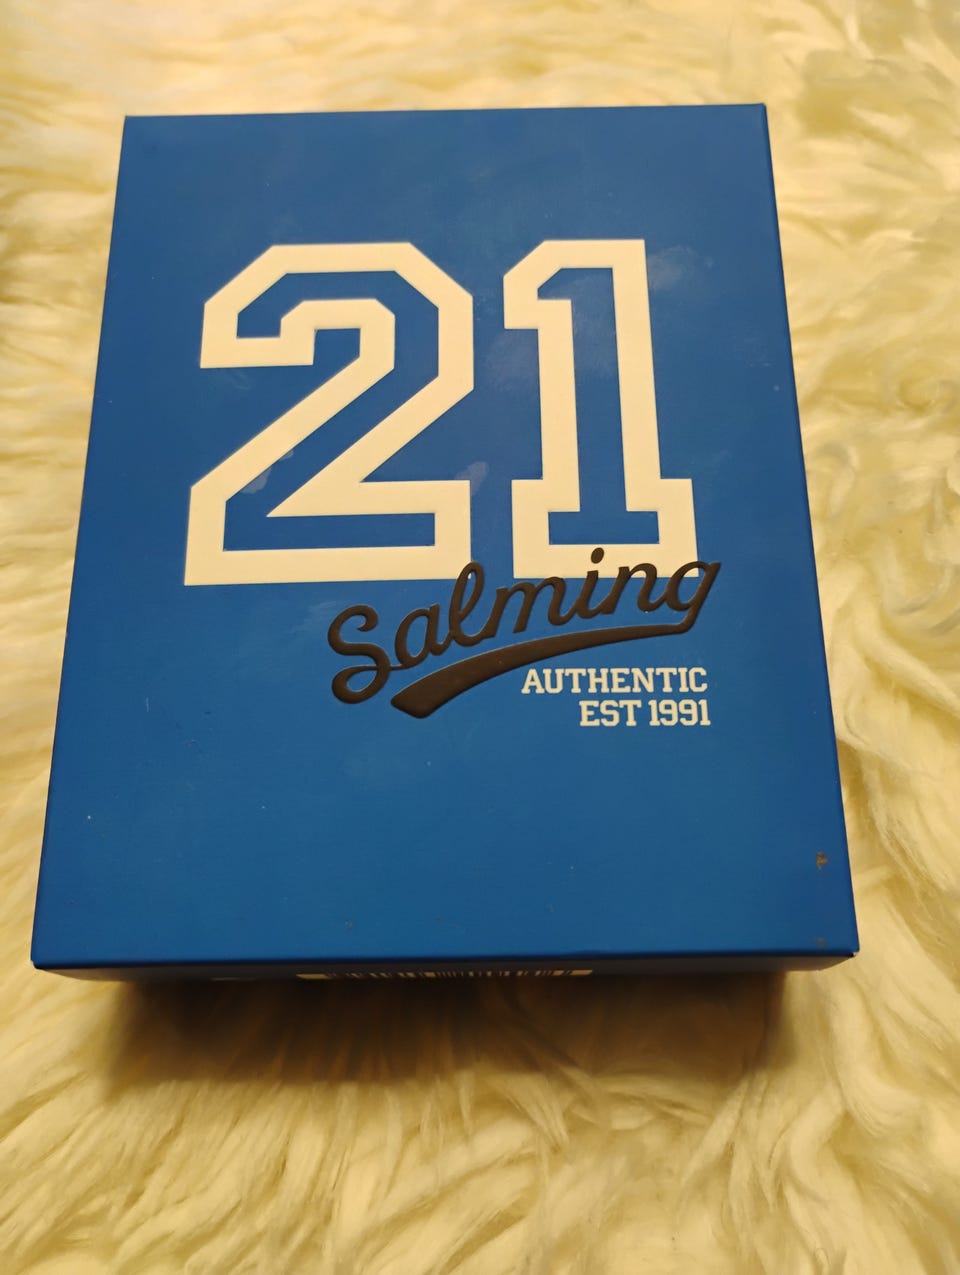 21
Salming
AUTHENTIC
EST 1991